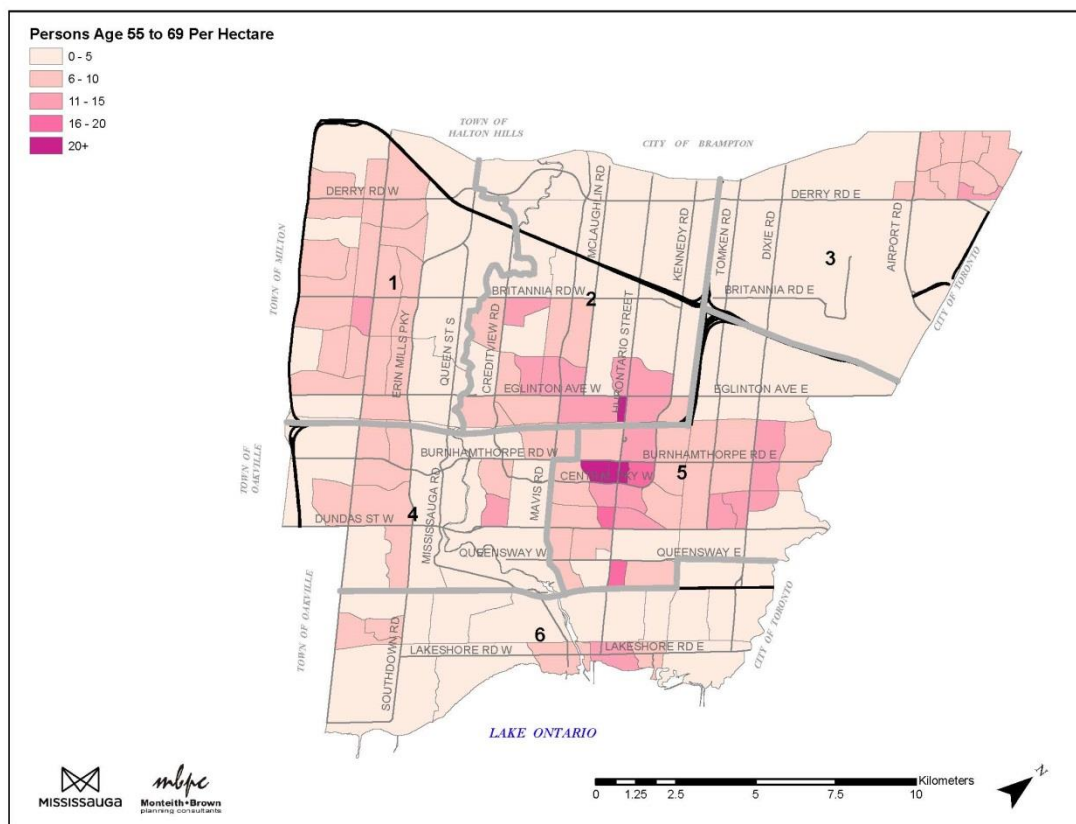 Persons Age 55 to 69 Per Hectare
0 - 5
6 - 10
11 - 15
16 - 20
20+
TOWN OF
HALTON HILLS
CITY OF BRAMPTON
DERRY RD W
MCLAUGHLIN RD
KENNEDY RD
TOMKEN RD
DIXIE RD
DERRY RD E
AIRPORT RD
TOWN OF MILTON
1
2
3
CITY OF TORONTO
BRITANNIA RD W
BRITANNIA RD E
ERIN MILLS PKY
QUEEN ST S
CREDITVIEW RD
HURONTARIO STREET
EGLINTON AVE W
EGLINTON AVE E
TOWN OF
OAKVILLE
BURNHAMTHORPE RD W
BURNHAMTHORPE RD E
MISSISSAUGA RD
MAVIS RD
5
4
DUNDAS ST W
QUEENSWAY W
QUEENSWAY E
TOWN OF OAKVILLE
CITY OF TORONTO
6
SOUTHDOWN RD
LAKESHORE RD W
LAKESHORE RD E
LAKE ONTARIO
MISSISSAUGA
mbpc
Monteith•Brown
planning consultants
Kilometers
0 1.25 2.5 5 7.5 10
N